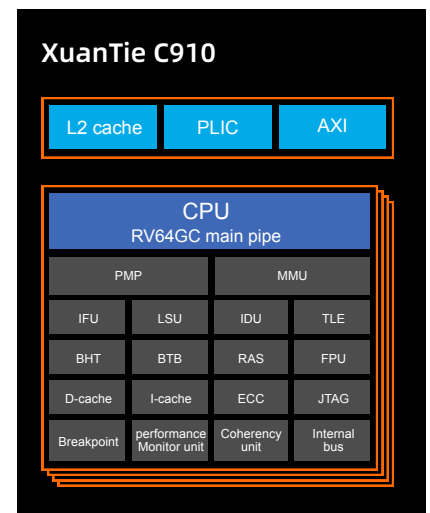 XuanTie C910
L2 cache PLIC AXI
CPU
RV64GC main pipe
PMP MMU
IFU LSU IDU TLE
BHT BTB RAS FPU
D-cache I-cache ECC JTAG
Breakpoint
performance
Monitor unit
Coherency
unit
Internal
bus